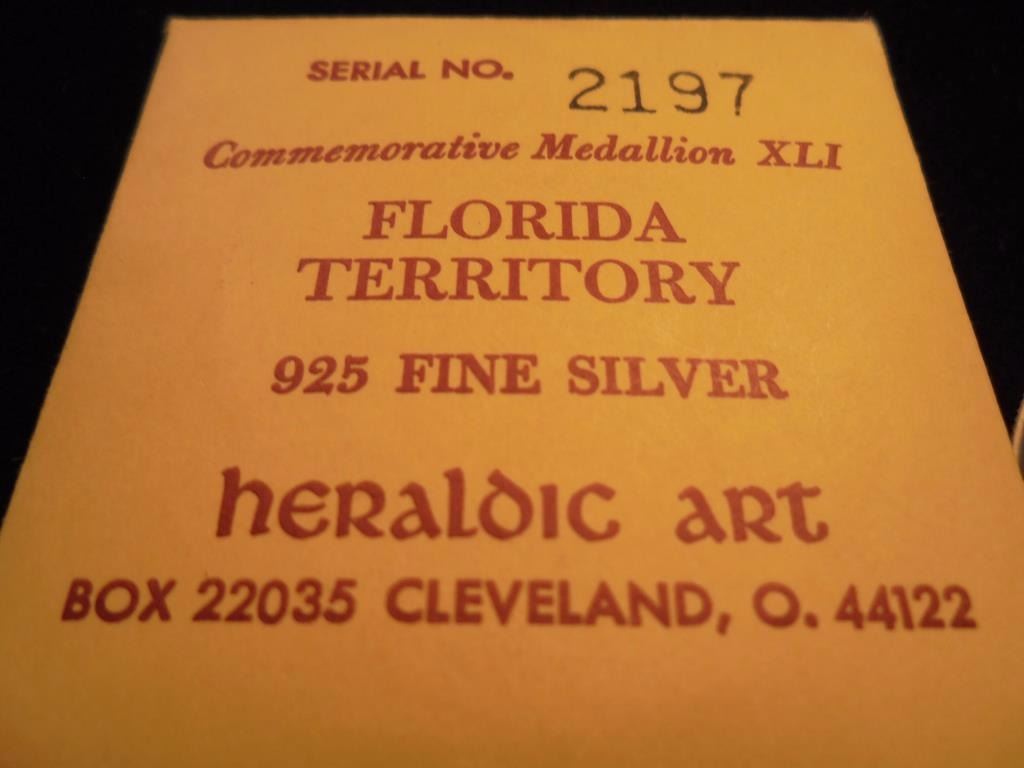 SERIAL NO. 2197
Commemorative Medallion XLI
FLORIDA
TERRITORY
925 FINE SILVER
heraldic art
BOX 22035 CLEVELAND, O. 44122